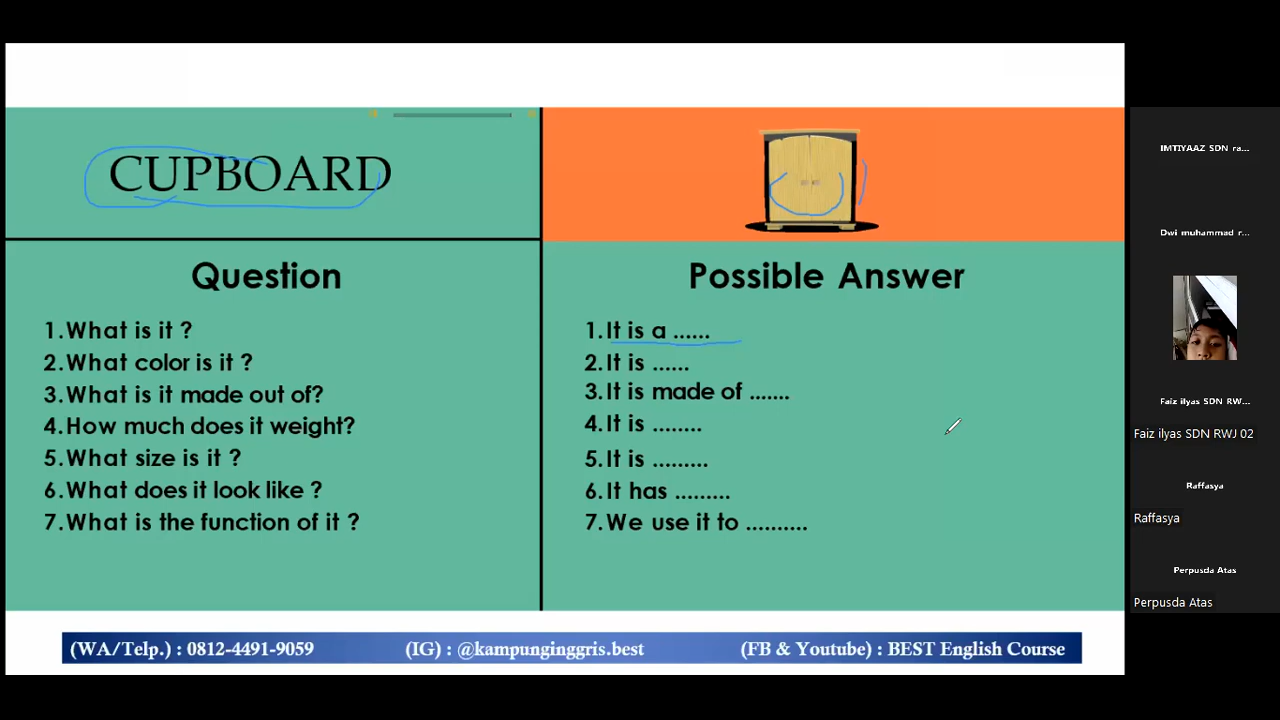 CUPBOARD
Question
1.What is it ?
2.What color is it ?
3.What is it made out of?
4.How much does it weight?
5.What size is it ?
6.What does it look like ?
7.What is the function of it ?
Possible Answer
1.It is a ......
2.It is ......
3.It is made of .......
4.It is ........
5.It is .........
6.It has .........
7.We use it to ..........
(WA/Telp.) : 0812-4491-9059 (IG) : @kampunginggris.best (FB & Youtube) : BEST English Course
IMTIYAAZ SDN ra...
Dwi muhammad r...
Faiz ilyas SDN RW...
Faiz ilyas SDN RWJ 02
Raffasya
Raffasya
Perpusda Atas
Perpusda Atas